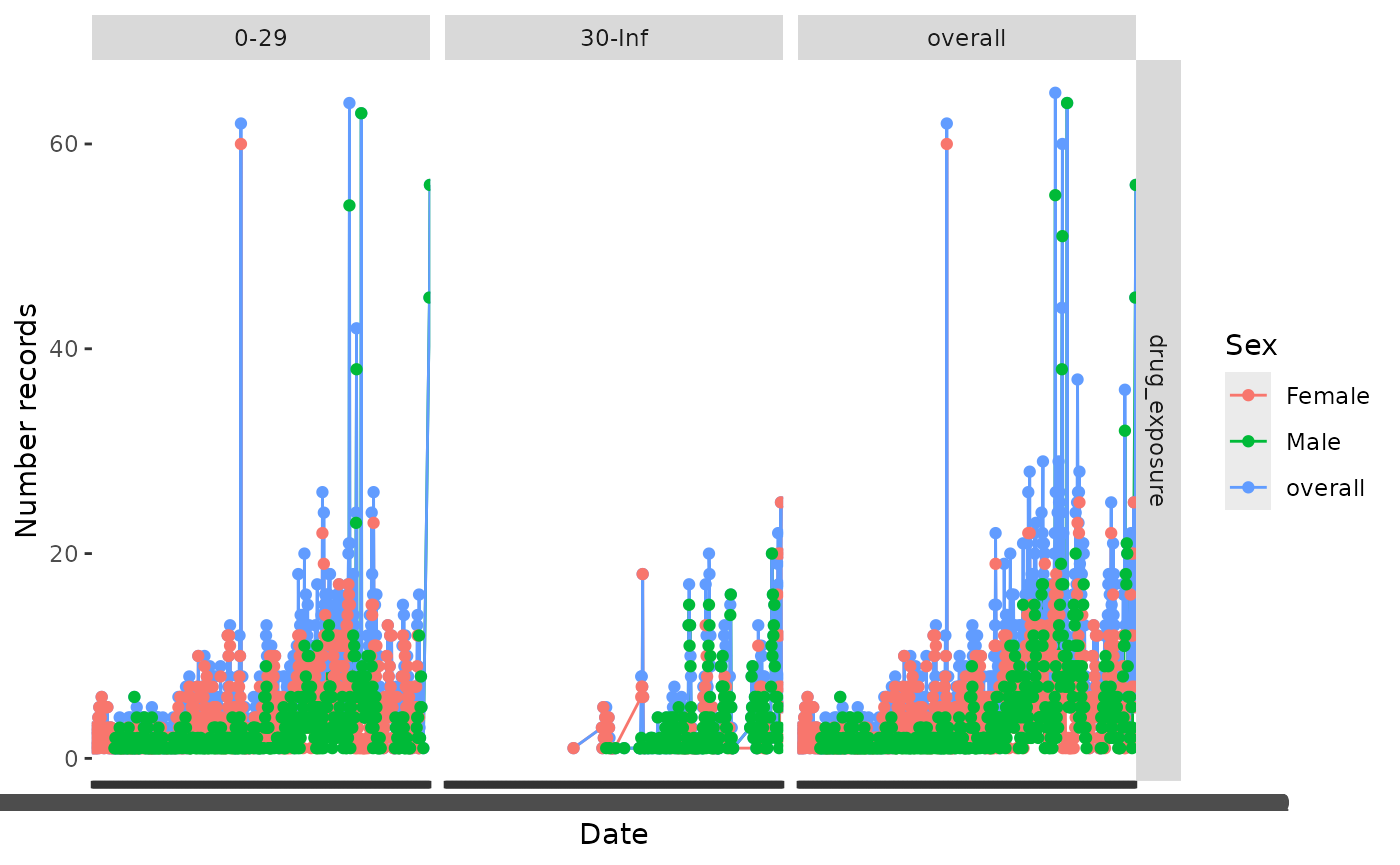 0-29
30-Inf
overall
60
40
20
0
Number records
drug_exposure
Date
Sex
Female
Male
overall